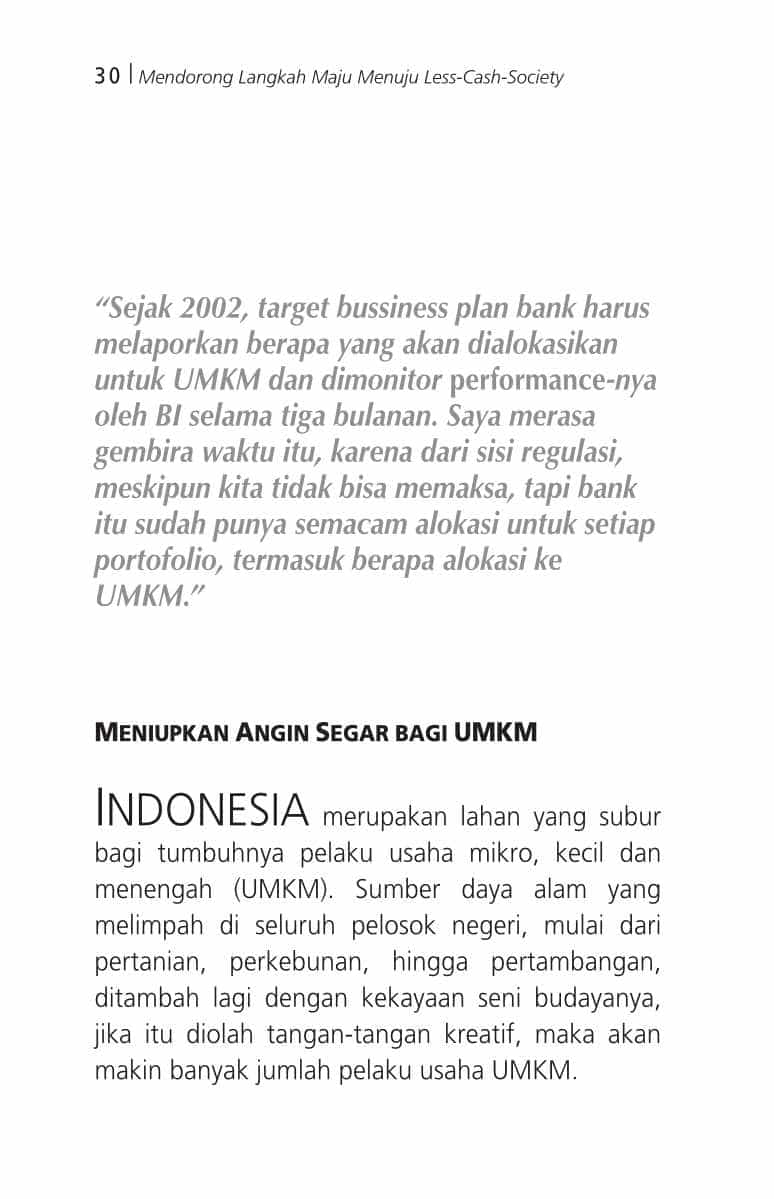 30 | Mendorong Langkah Maju Menuju Less-Cash-Society
“Sejak 2002, target bussiness plan bank harus
melaporkan berapa yang akan dialokasikan
untuk UMKM dan dimonitor performance-nya
oleh BI selama tiga bulanan. Saya merasa
gembira waktu itu, karena dari sisi regulasi,
meskipun kita tidak bisa memaksa, tapi bank
itu sudah punya semacam alokasi untuk setiap
portofolio, termasuk berapa alokasi ke
UMKM.”
MENIUPKAN ANGIN SEGAR BAGI UMKM
INDONESIA merupakan lahan yang subur
bagi tumbuhnya pelaku usaha mikro, kecil dan
menengah (UMKM). Sumber daya alam yang
melimpah di seluruh pelosok negeri, mulai dari
pertanian, perkebunan, hingga pertambangan,
ditambah lagi dengan kekayaan seni budayanya,
jika itu diolah tangan-tangan kreatif, maka akan
makin banyak jumlah pelaku usaha UMKM.